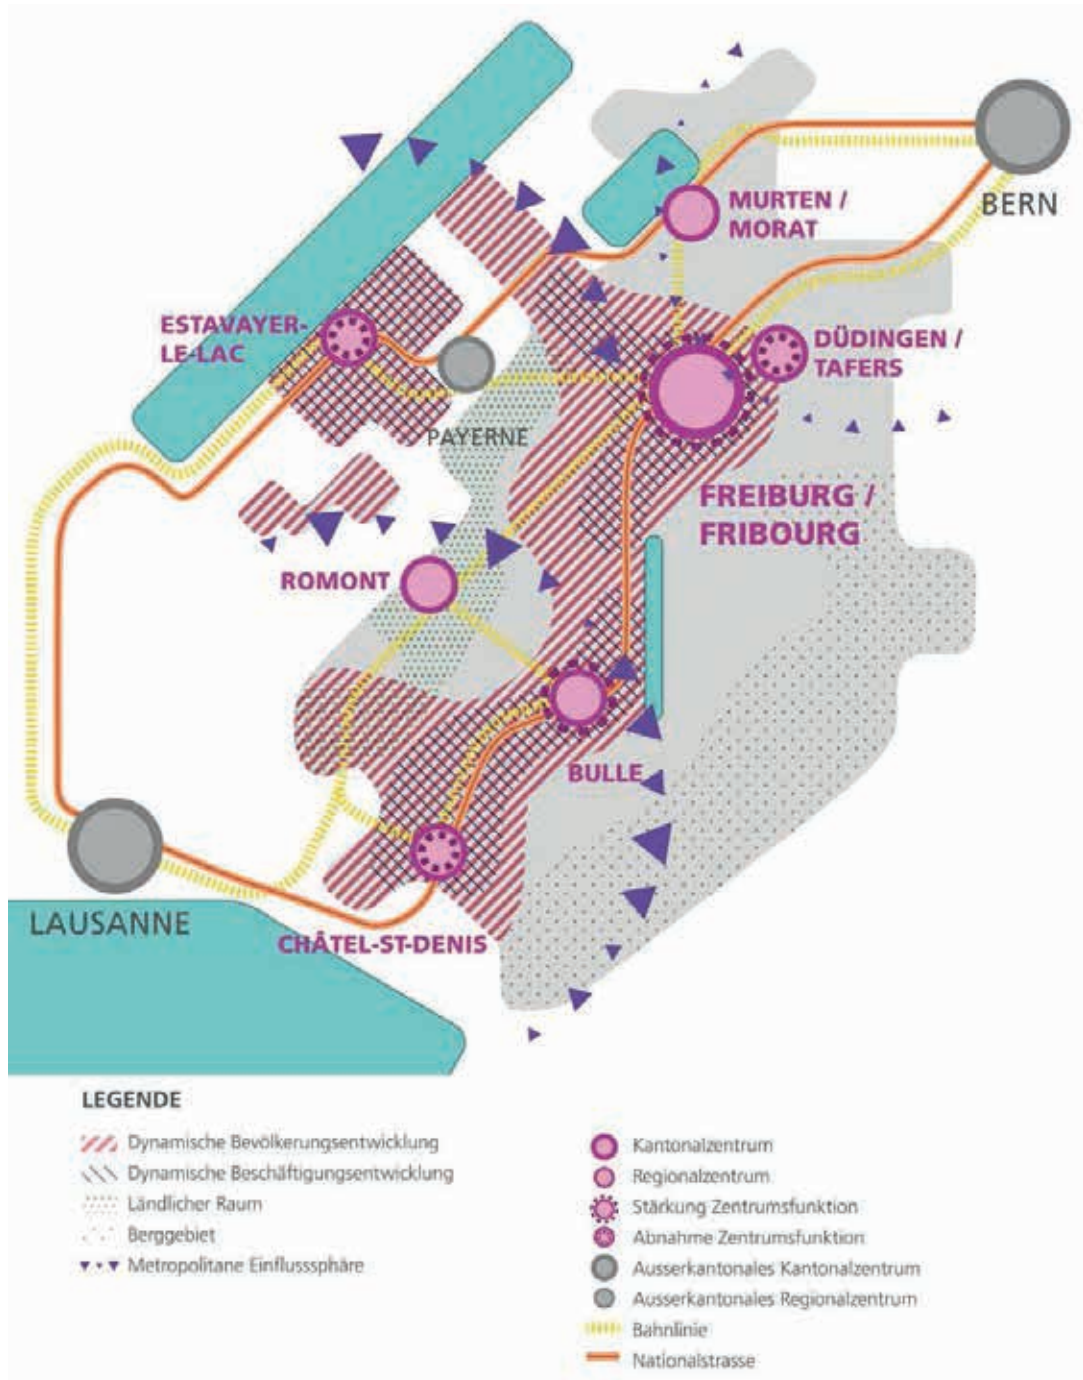 BERN
MURTEN /
MORAT
ESTAVAYER-
LE-LAC
DÜDINGEN /
TAFERS
PAYERNE
FREIBURG /
FRIBOURG
ROMONT
BULLE
LAUSANNE
CHÂTEL-ST-DENIS
LEGENDE
Dynamische Bevölkerungsentwicklung
Dynamische Beschäftigungsentwicklung
Ländlicher Raum
Berggebiet
Metropolitane Einflusssphäre
Kantonalzentrum
Regionalzentrum
Stärkung Zentrumsfunktion
Abnahme Zentrumsfunktion
Ausserkantonales Kantonalzentrum
Ausserkantonales Regionalzentrum
Bahnlinie
Nationalstrasse